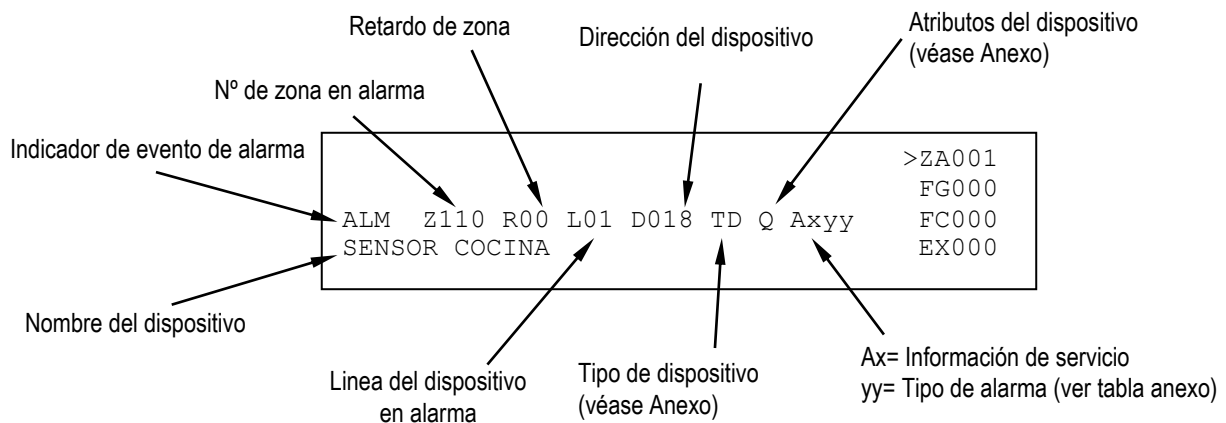 Retardo de zona
Dirección del dispositivo
Atributos del dispositivo
(véase Anexo)
Nº de zona en alarma
Indicador de evento de alarma
>ZA001
FG000
ALM Z110 R00 L01 D018 TD Q Axyy FC000
SENSOR COCINA EX000
Nombre del dispositivo
Linea del dispositivo
en alarma
Tipo de dispositivo
(véase Anexo)
Ax= Información de servicio
yy= Tipo de alarma (ver tabla anexo)